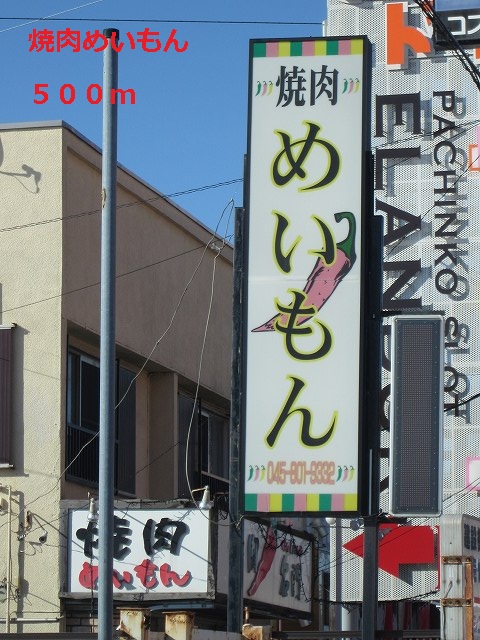 焼肉めいもん
５００ｍ
焼肉
めいもん
045-801-9332
PACHINKO & SLOT
ELAN
焼肉
めいもん